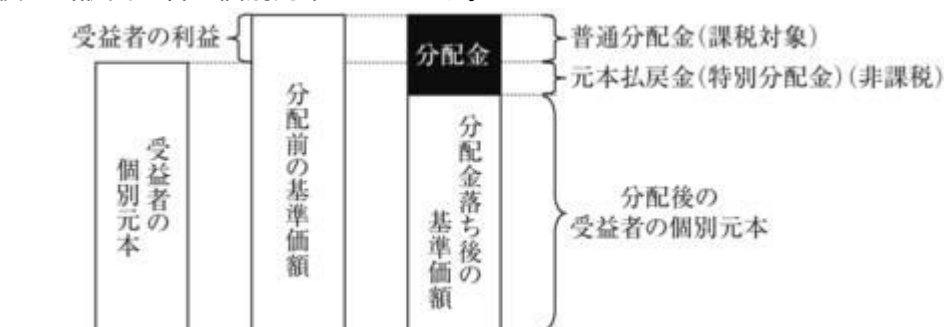 受益者の利益
分配金
普通分配金(課税対象)
元本払戻金(特別分配金)(非課税)
受益者の
個別元本
分配前の基準価額
分配金落ち後の
基準価額
分配後の
受益者の個別元本